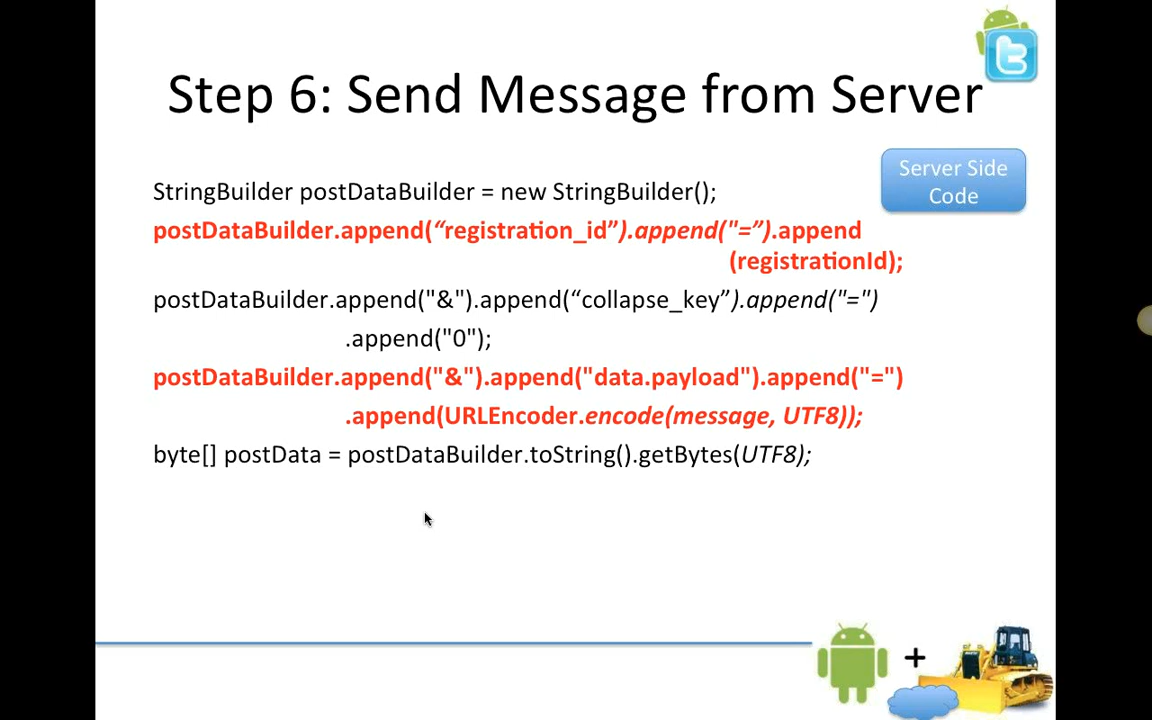 Step 6: Send Message from Server
Server Side
Code
StringBuilder postDataBuilder = new StringBuilder();
postDataBuilder.append(“registration_id”).append("=”).append
(registrationId);
postDataBuilder.append("&").append(“collapse_key”).append("=")
.append("0");
postDataBuilder.append("&").append("data.payload").append("=")
.append(URLEncoder.encode(message, UTF8));
byte[] postData = postDataBuilder.toString().getBytes(UTF8);
+